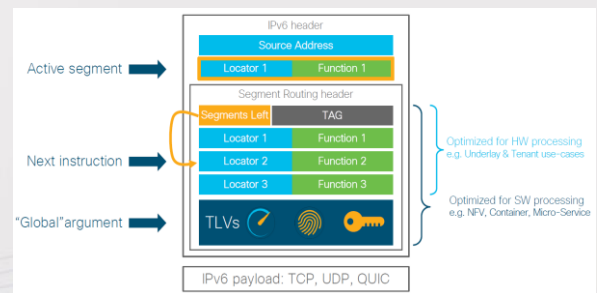 IPv6 header
Source Address
Active segment
Locator 1 Function 1
Segment Routing header
Segments Left TAG
Locator 1 Function 1
Next instruction
Locator 2 Function 2
Locator 3 Function 3
"Global"argument
TLVs
Optimized for HW processing
e.g. Underlay & Tenant use-cases
Optimized for SW processing
e.g. NFV, Container, Micro-Service
IPv6 payload: TCP, UDP, QUIC